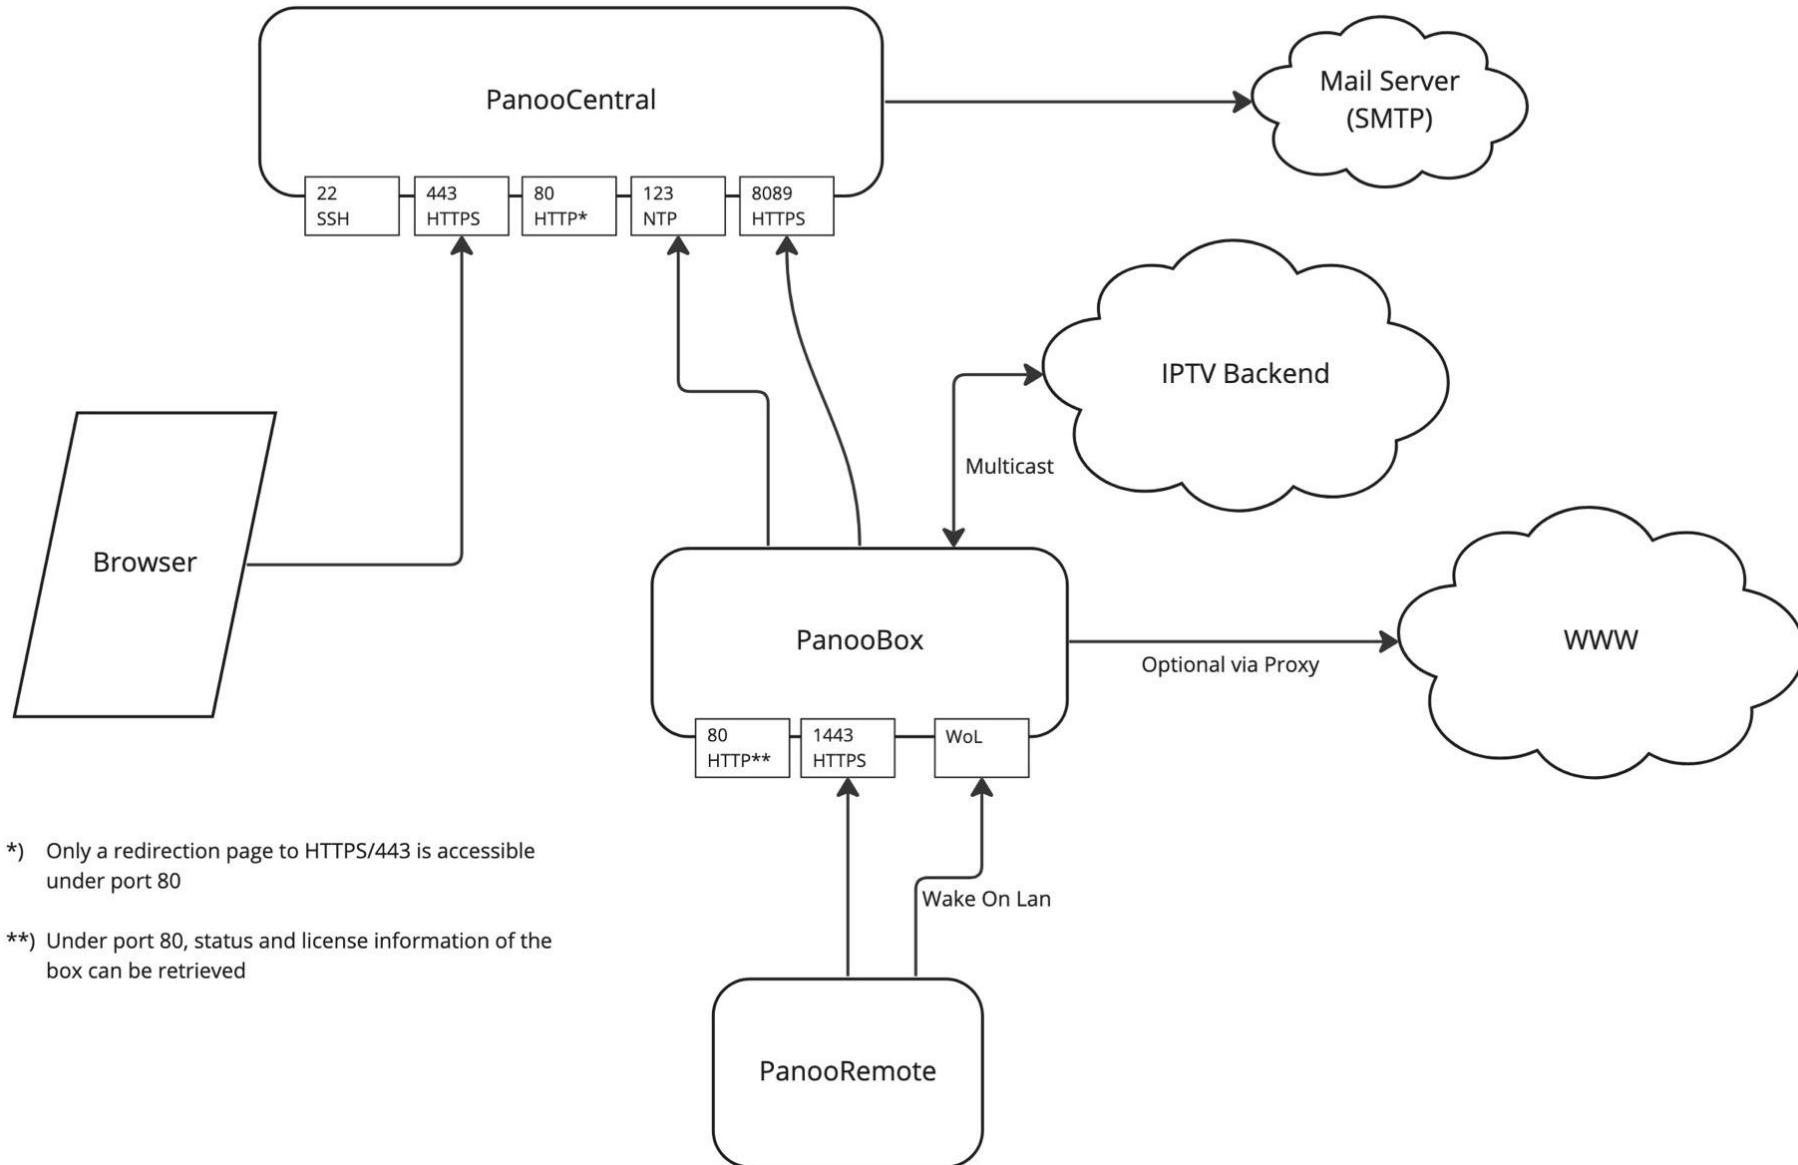 PanooCentral
Mail Server
(SMTP)
22
SSH
443
HTTPS
80
HTTP*
123
NTP
8089
HTTPS
IPTV Backend
Multicast
Browser
PanooBox
Optional via Proxy
WWW
80
HTTP**
1443
HTTPS
WoL
*) Only a redirection page to HTTPS/443 is accessible
under port 80
Wake On Lan
**) Under port 80, status and license information of the
box can be retrieved
PanooRemote